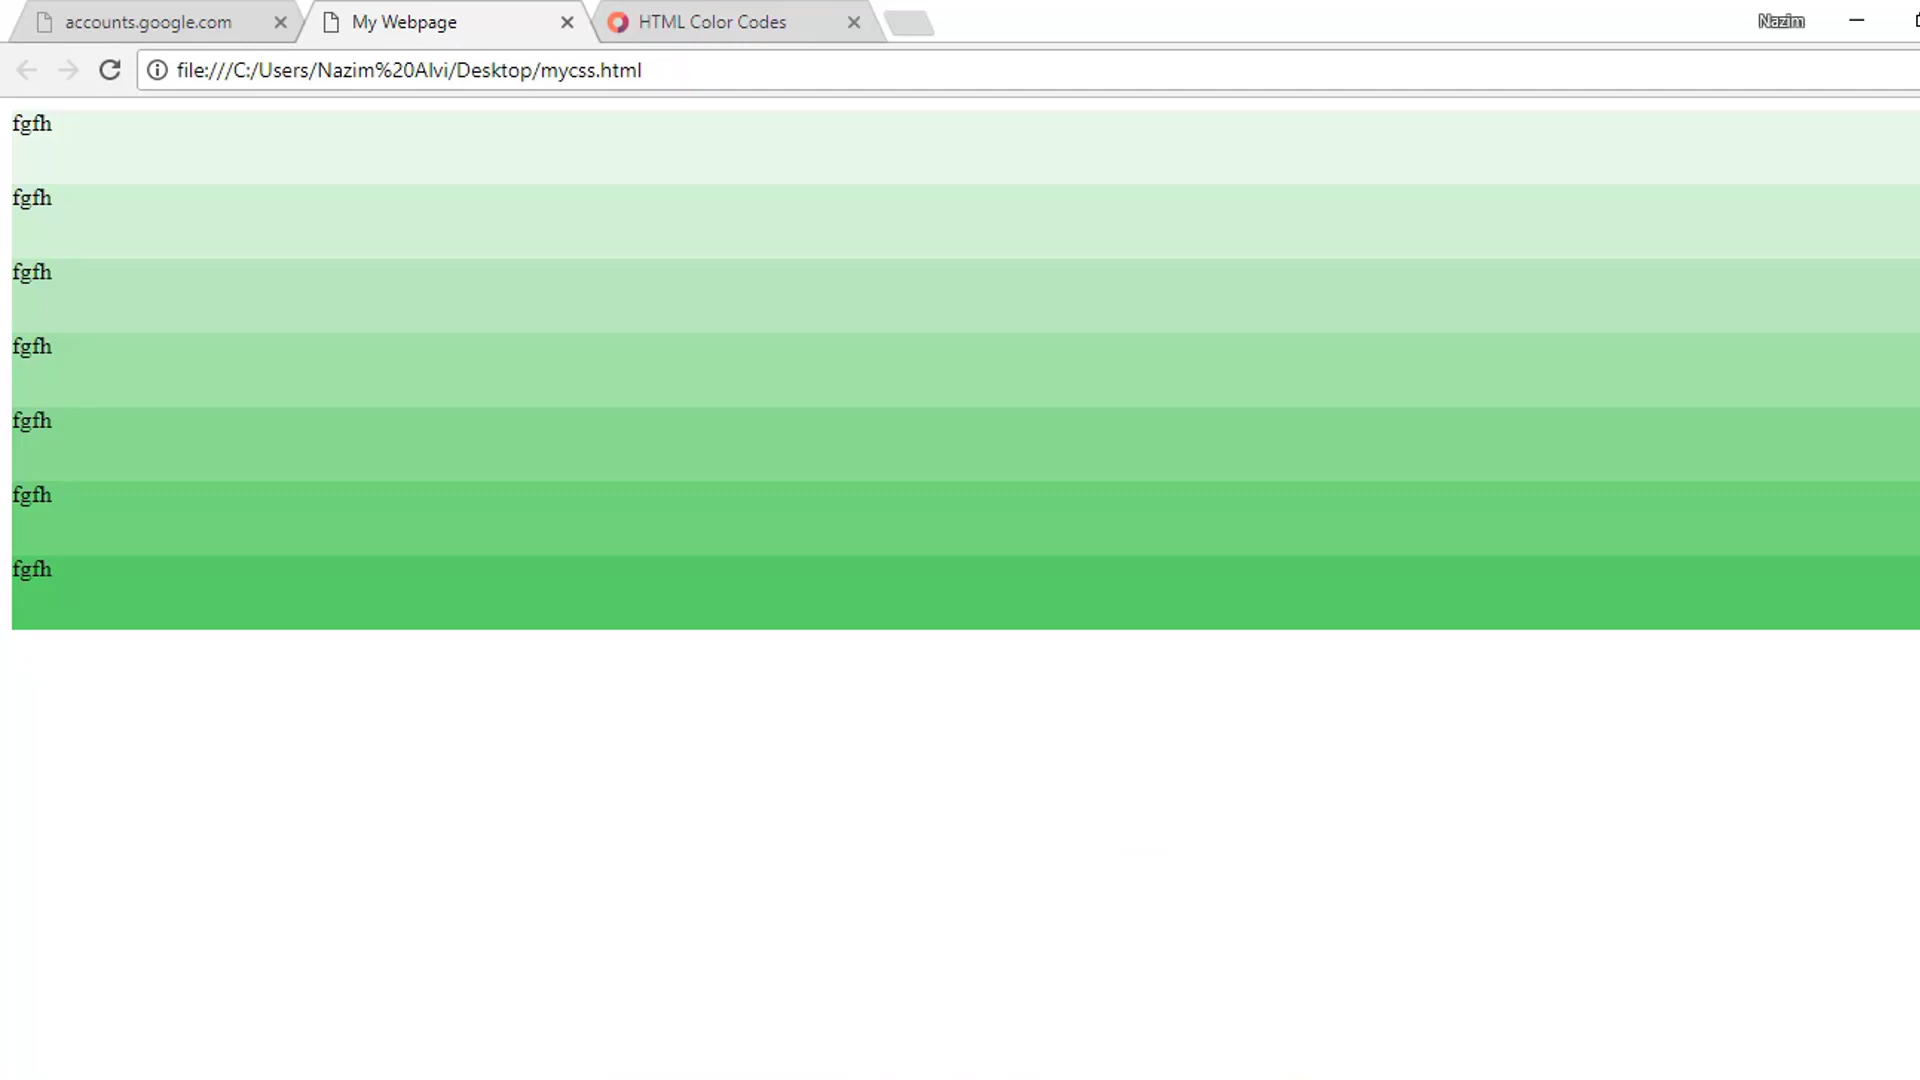 accounts.google.com
My Webpage
HTML Color Codes
Nazim
file:///C:/Users/Nazim%20Alvi/Desktop/mycss.html
fgfh
fgfh
fgfh
fgfh
fgfh
fgfh
fgfh